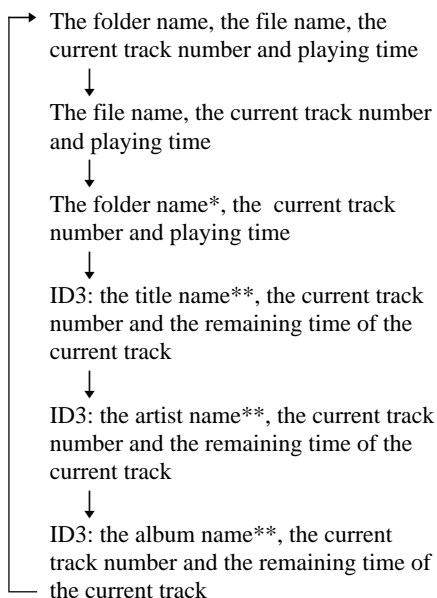 The folder name, the file name, the
current track number and playing time
The file name, the current track number
and playing time
The folder name*, the current track
number and playing time
ID3: the title name**, the current track
number and the remaining time of the
current track
ID3: the artist name**, the current track
number and the remaining time of the
current track
ID3: the album name**, the current
track number and the remaining time of
the current track